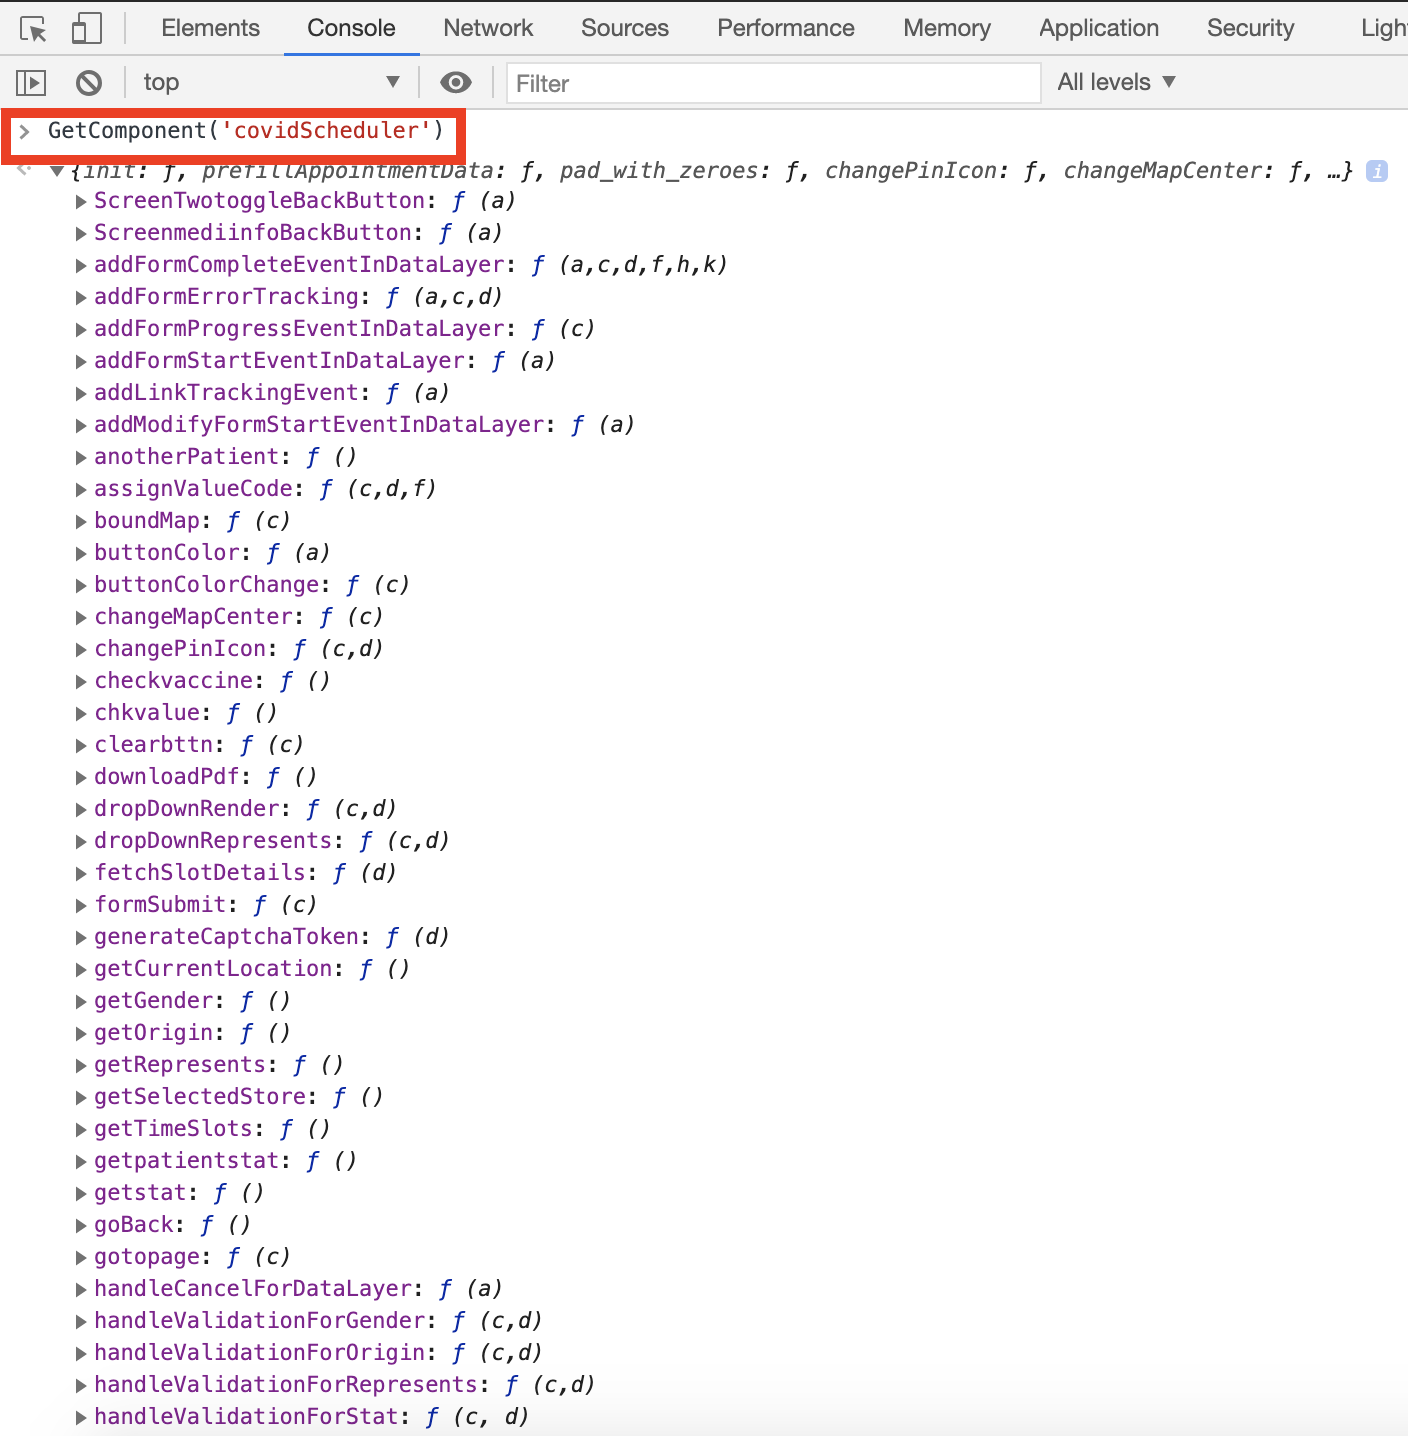 Elements Console Network Sources Performance Memory Application Security Ligh
top ▼ Filter All levels ▼
> GetComponent('covidScheduler')
{init: ƒ, prefillAppointmentData: ƒ, pad_with_zeroes: ƒ, changePinIcon: ƒ, changeMapCenter: ƒ, …} i
ScreenTwotoggleBackButton: ƒ (a)
ScreenmediinfoBackButton: ƒ (a)
addFormCompleteEventInDataLayer: ƒ (a,c,d,f,h,k)
addFormErrorTracking: ƒ (a,c,d)
addFormProgressEventInDataLayer: ƒ (c)
addFormStartEventInDataLayer: ƒ (a)
addLinkTrackingEvent: ƒ (a)
addModifyFormStartEventInDataLayer: ƒ (a)
anotherPatient: ƒ ()
assignValueCode: ƒ (c,d,f)
boundMap: ƒ (c)
buttonColor: ƒ (a)
buttonColorChange: ƒ (c)
changeMapCenter: ƒ (c)
changePinIcon: ƒ (c,d)
checkvaccine: ƒ ()
chkvalue: ƒ ()
clearbttn: ƒ (c)
downloadPdf: ƒ ()
dropDownRender: ƒ (c,d)
dropDownRepresents: ƒ (c,d)
fetchSlotDetails: ƒ (d)
formSubmit: ƒ (c)
generateCaptchaToken: ƒ (d)
getCurrentLocation: ƒ ()
getGender: ƒ ()
getOrigin: ƒ ()
getRepresents: ƒ ()
getSelectedStore: ƒ ()
getTimeSlots: ƒ ()
getpatientstat: ƒ ()
getstat: ƒ ()
goBack: ƒ ()
gotopage: ƒ (c)
handleCancelForDataLayer: ƒ (a)
handleValidationForGender: ƒ (c,d)
handleValidationForOrigin: ƒ (c,d)
handleValidationForRepresents: ƒ (c,d)
handleValidationForStat: ƒ (c, d)